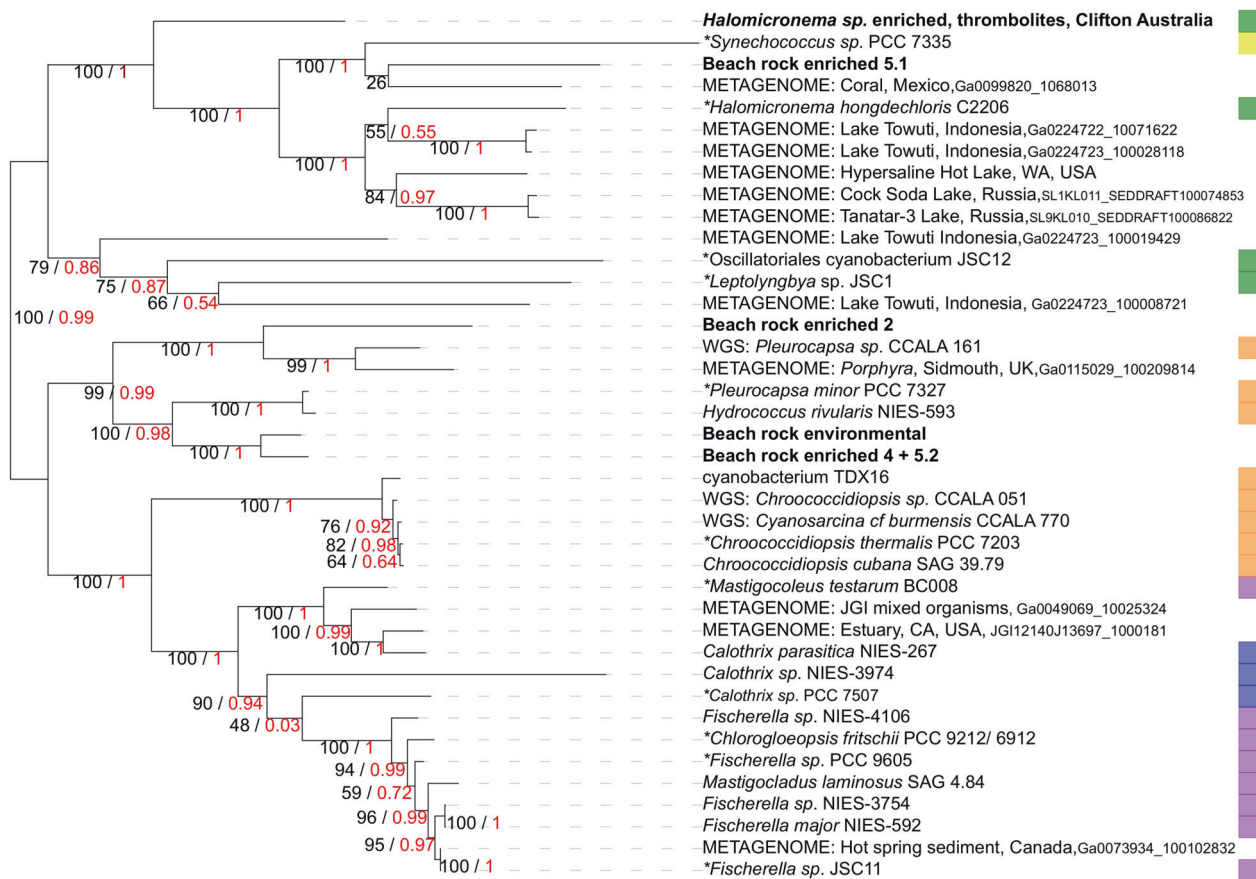 Halomicronema sp. enriched, thrombolites, Clifton Australia
*Synechococcus sp. PCC 7335
100 / 1
100 / 1
Beach rock enriched 5.1
26
METAGENOME: Coral, Mexico,Ga0099820_1068013
100 / 1
*Halomicronema hongdechloris C2206
55 / 0.55
METAGENOME: Lake Towuti, Indonesia,Ga0224722_10071622
100 / 1
METAGENOME: Lake Towuti, Indonesia,Ga0224723_100028118
100 / 1
METAGENOME: Hypersaline Hot Lake, WA, USA
84 / 0.97
METAGENOME: Cock Soda Lake, Russia,SL1KL011_SEDDRAFT100074853
100 / 1
METAGENOME: Tanatar-3 Lake, Russia,SL9KL010_SEDDRAFT100086822
METAGENOME: Lake Towuti Indonesia,Ga0224723_100019429
79 / 0.86
*Oscillatoriales cyanobacterium JSC12
75 / 0.87
*Leptolyngbya sp. JSC1
66 / 0.54
METAGENOME: Lake Towuti, Indonesia, Ga0224723_100008721
100 / 0.99
Beach rock enriched 2
100 / 1
WGS: Pleurocapsa sp. CCALA 161
99 / 1
METAGENOME: Porphyra, Sidmouth, UK,Ga0115029_100209814
99 / 0.99
*Pleurocapsa minor PCC 7327
100 / 1
Hydrococcus rivularis NIES-593
100 / 0.98
Beach rock environmental
100 / 1
Beach rock enriched 4 + 5.2
cyanobacterium TDX16
100 / 1
WGS: Chroococcidiopsis sp. CCALA 051
76 / 0.92
WGS: Cyanosarcina cf burmensis CCALA 770
82 / 0.98
*Chroococcidiopsis thermalis PCC 7203
64 / 0.64
Chroococcidiopsis cubana SAG 39.79
100 / 1
*Mastigocoleus testarum BC008
100 / 1
METAGENOME: JGI mixed organisms, Ga0049069_10025324
100 / 0.99
METAGENOME: Estuary, CA, USA, JGI12140J13697_1000181
100 / 1
Calothrix parasitica NIES-267
100 / 1
Calothrix sp. NIES-3974
90 / 0.94
*Calothrix sp. PCC 7507
48 / 0.03
Fischerella sp. NIES-4106
100 / 1
*Chlorogloeopsis fritschii PCC 9212/ 6912
94 / 0.99
*Fischerella sp. PCC 9605
59 / 0.72
Mastigocladus laminosus SAG 4.84
Fischerella sp. NIES-3754
96 / 0.99
100 / 1
Fischerella major NIES-592
95 / 0.97
METAGENOME: Hot spring sediment, Canada,Ga0073934_100102832
100 / 1
*Fischerella sp. JSC11